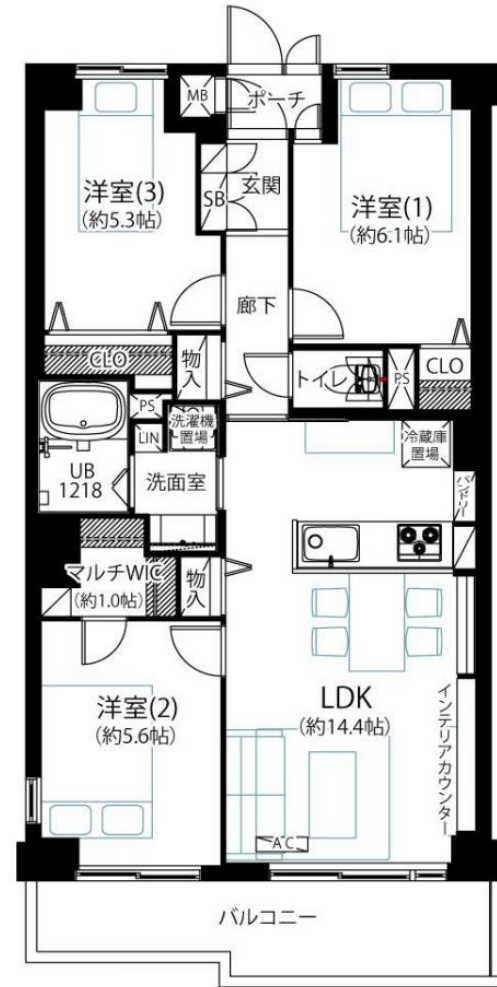 MB
ポーチ
玄関
SB
洋室(3)
(約5.3帖)
洋室(1)
(約6.1帖)
廊下
CLO
物入
トイレ
PS
CLO
PS
LIN
洗濯機
置場
冷蔵庫
置場
UB
1218
洗面室
パントリー
マルチWIC
(約1.0帖)
物入
洋室(2)
(約5.6帖)
LDK
(約14.4帖)
インテリアカウンター
AC
バルコニー